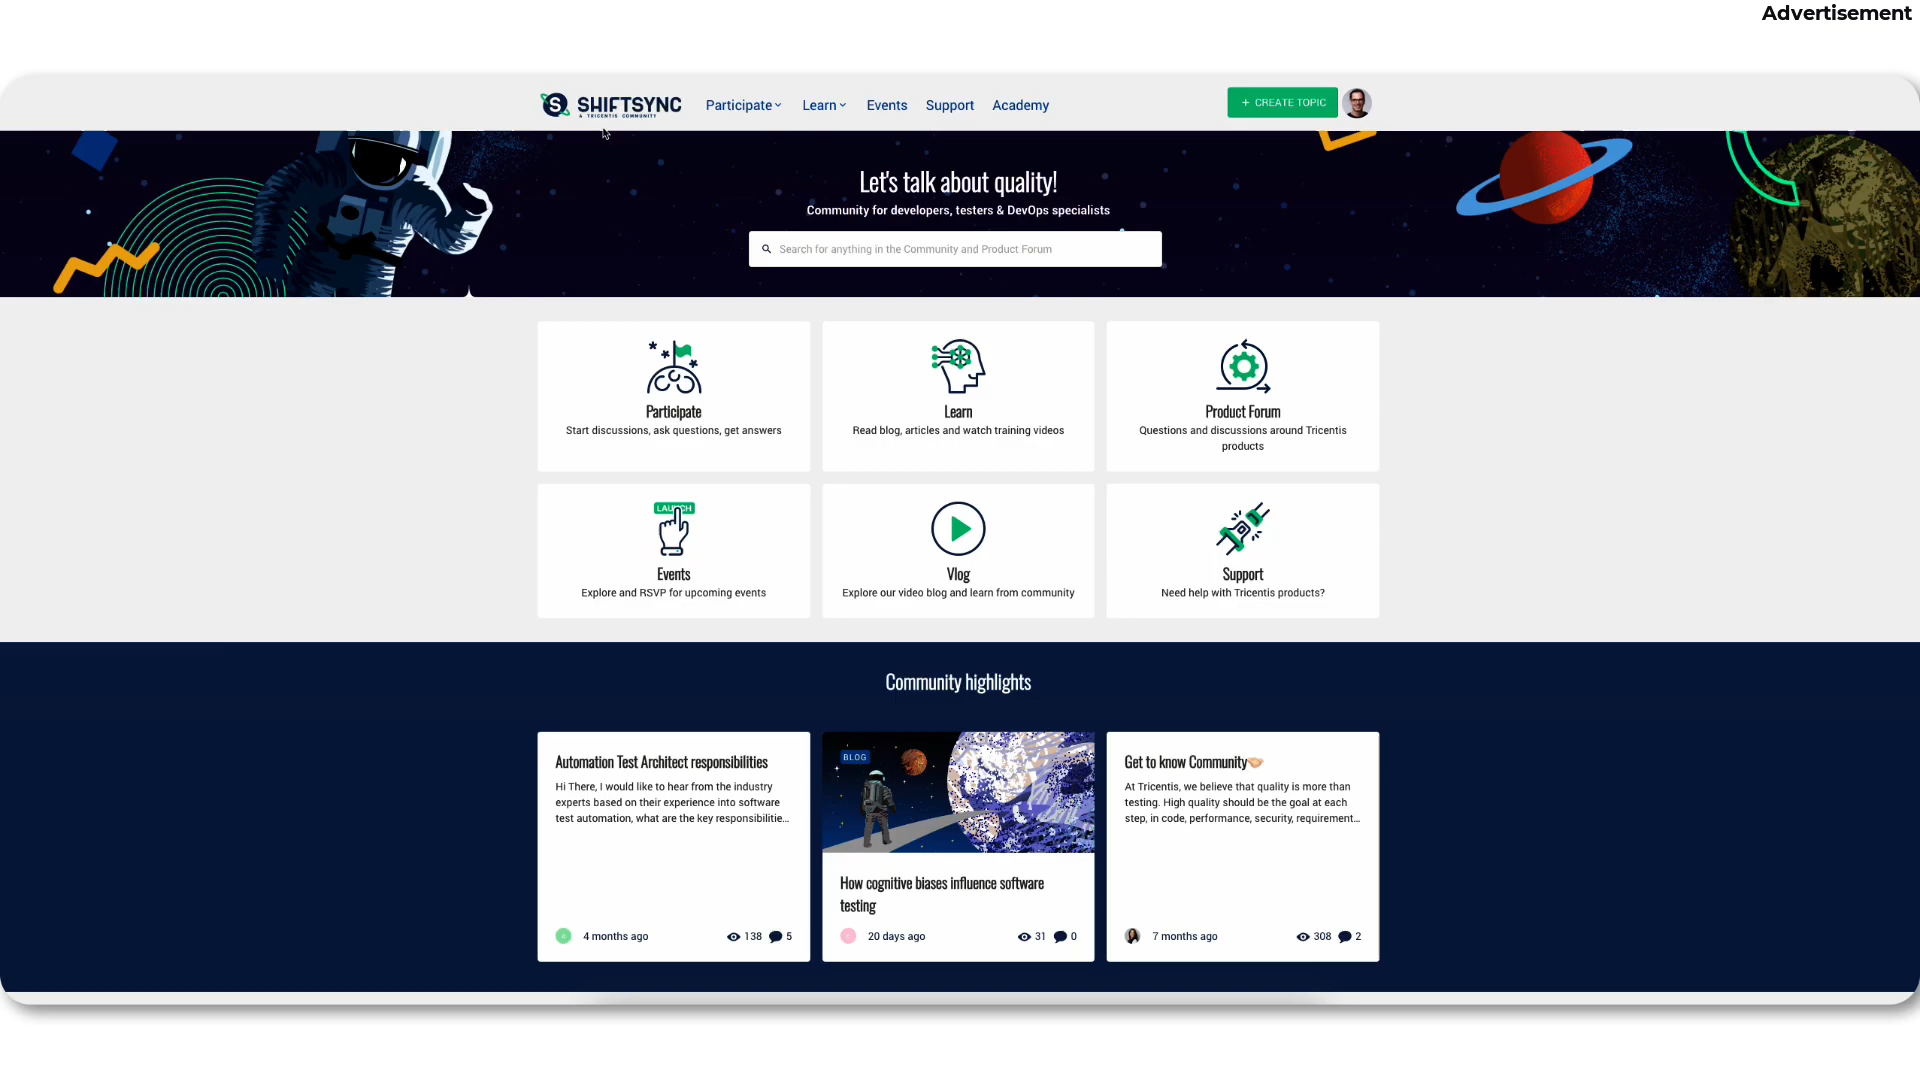 Advertisement
SHIFTSYNC
A TRICENTIS COMMUNITY
Participate
Learn
Events
Support
Academy
+ CREATE TOPIC
Let's talk about quality!
Community for developers, testers & DevOps specialists
Search for anything in the Community and Product Forum
Participate
Start discussions, ask questions, get answers
Learn
Read blog, articles and watch training videos
Product Forum
Questions and discussions around Tricentis
products
LAUNCH
Events
Explore and RSVP for upcoming events
Vlog
Explore our video blog and learn from community
Support
Need help with Tricentis products?
Community highlights
Automation Test Architect responsibilities
Hi There, I would like to hear from the industry
experts based on their experience into software
test automation, what are the key responsibilitie...
4 months ago
138
5
BLOG
How cognitive biases influence software
testing
20 days ago
31
0
Get to know Community
At Tricentis, we believe that quality is more than
testing. High quality should be the goal at each
step, in code, performance, security, requirement...
7 months ago
308
2